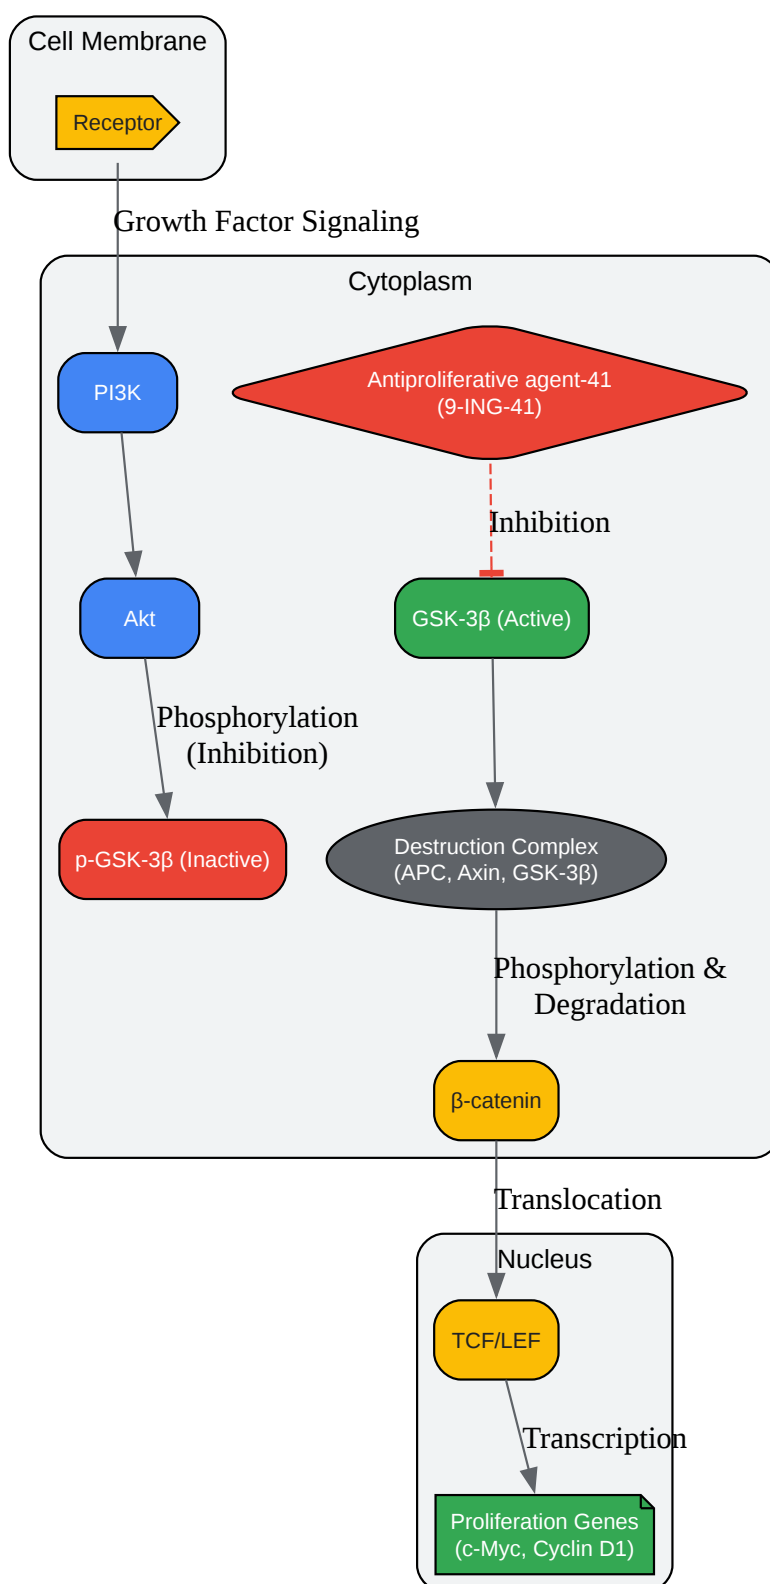 Cell Membrane
Receptor
Growth Factor Signaling
Cytoplasm
PI3K
Antiproliferative agent-41
(9-ING-41)
Inhibition
Akt
GSK-3β (Active)
Phosphorylation
(Inhibition)
p-GSK-3β (Inactive)
Destruction Complex
(APC, Axin, GSK-3β)
Phosphorylation &
Degradation
β-catenin
Translocation
Nucleus
TCF/LEF
Transcription
Proliferation Genes
(c-Myc, Cyclin D1)